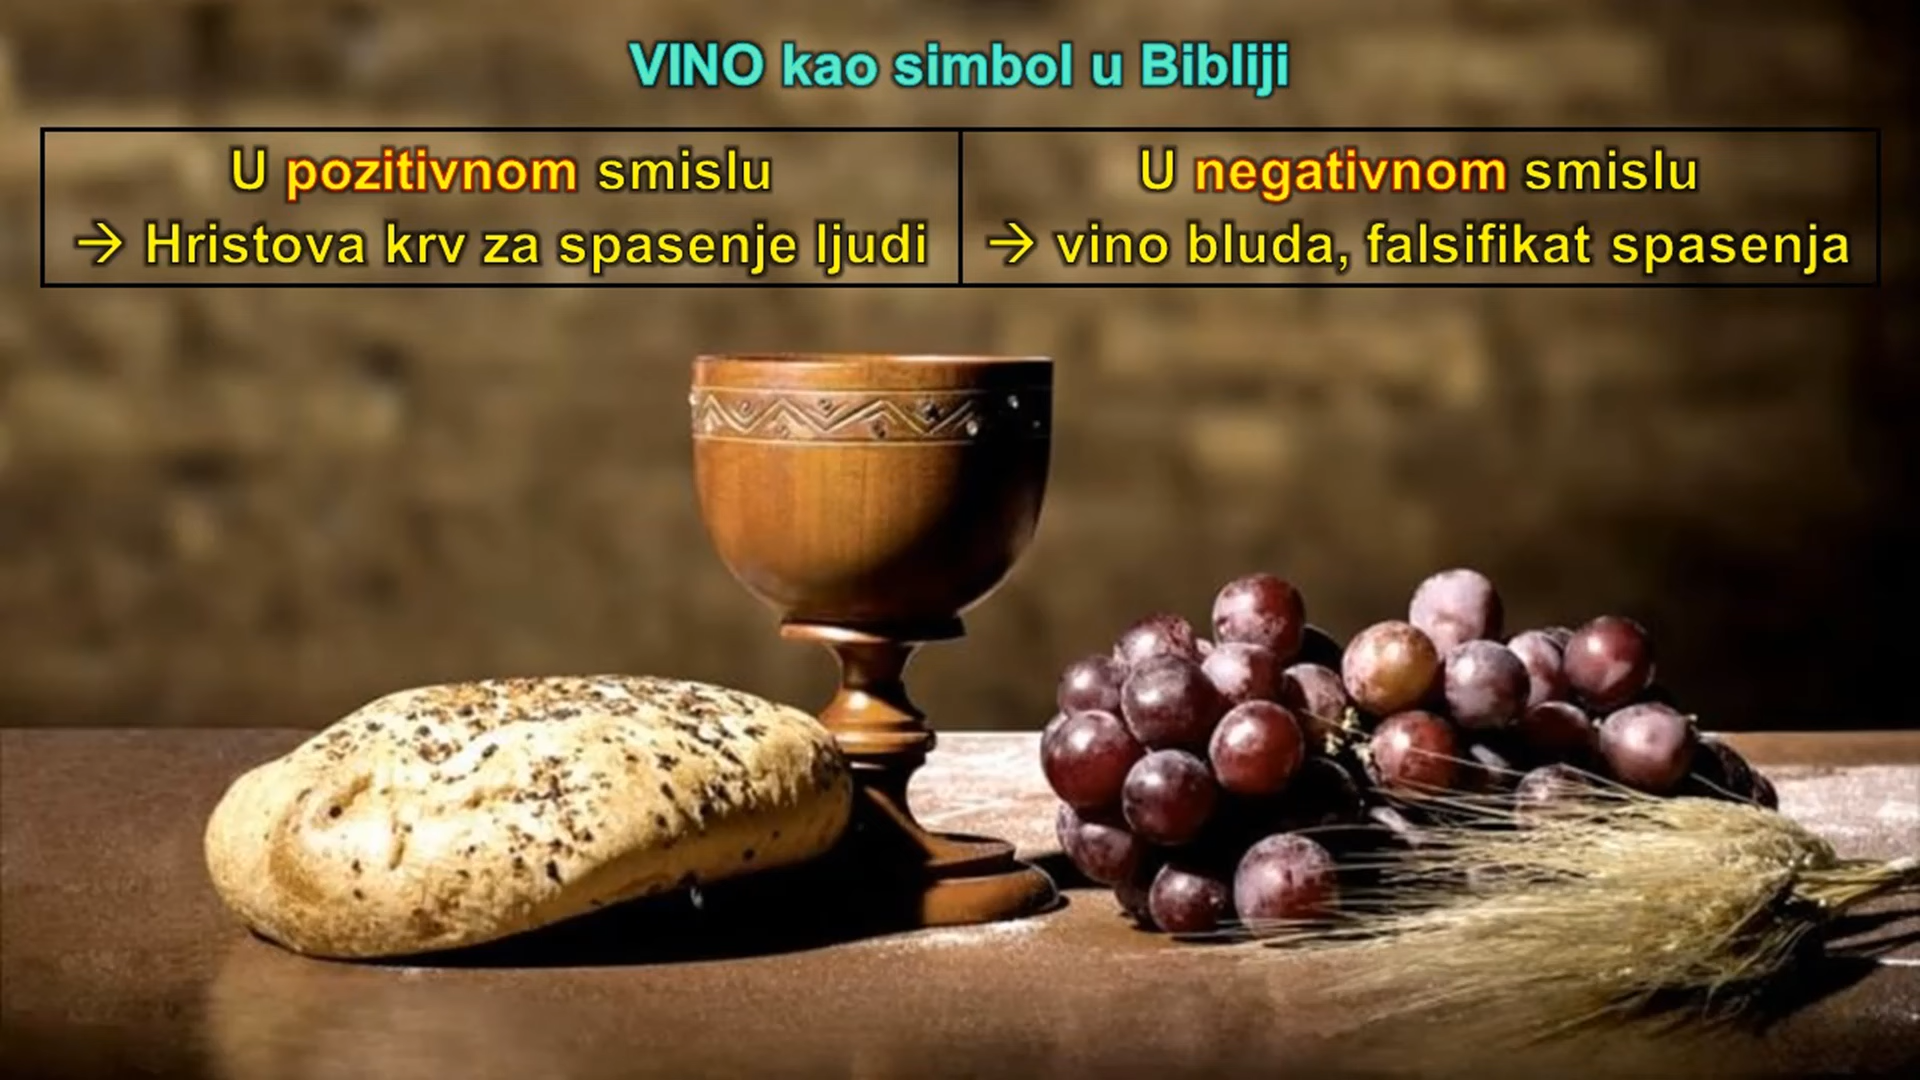 VINO kao simbol u Bibliji
U pozitivnom smislu
→ Hristova krv za spasenje ljudi
U negativnom smislu
→ vino bluda, falsifikat spasenja